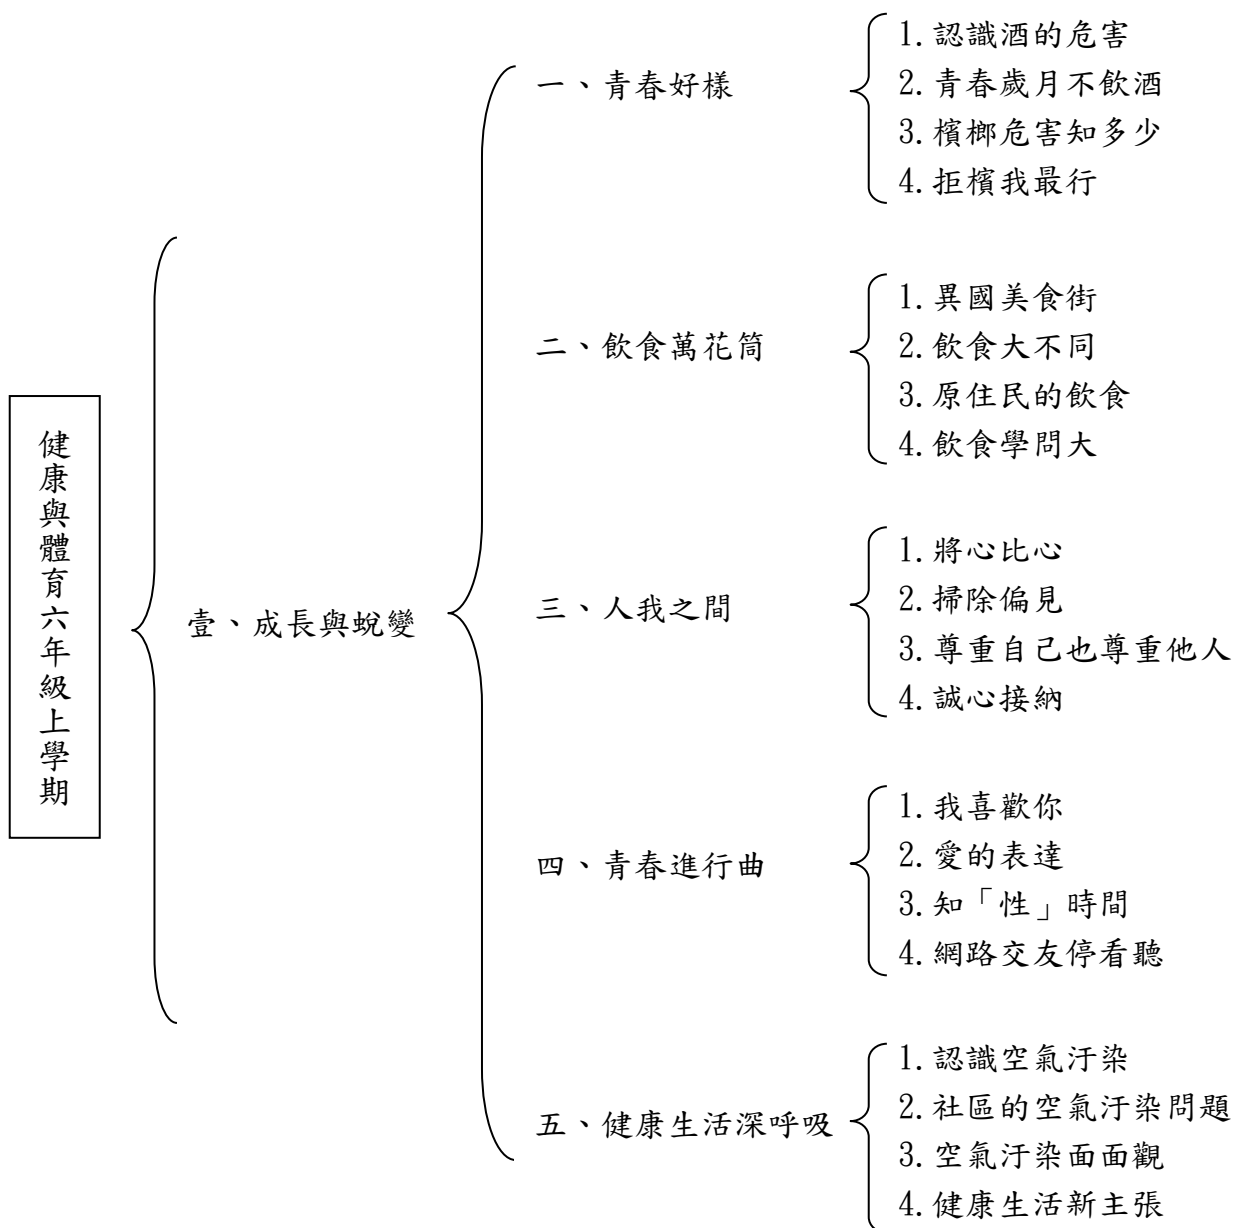 健康與體育六年級上學期
壹、成長與蛻變
一、青春好樣
1.認識酒的危害
2.青春歲月不飲酒
3.檳榔危害知多少
4.拒檳我最行
二、飲食萬花筒
1.異國美食街
2.飲食大不同
3.原住民的飲食
4.飲食學問大
三、人我之間
1.將心比心
2.掃除偏見
3.尊重自己也尊重他人
4.誠心接納
四、青春進行曲
1.我喜歡你
2.愛的表達
3.知「性」時間
4.網路交友停看聽
五、健康生活深呼吸
1.認識空氣汙染
2.社區的空氣汙染問題
3.空氣汙染面面觀
4.健康生活新主張